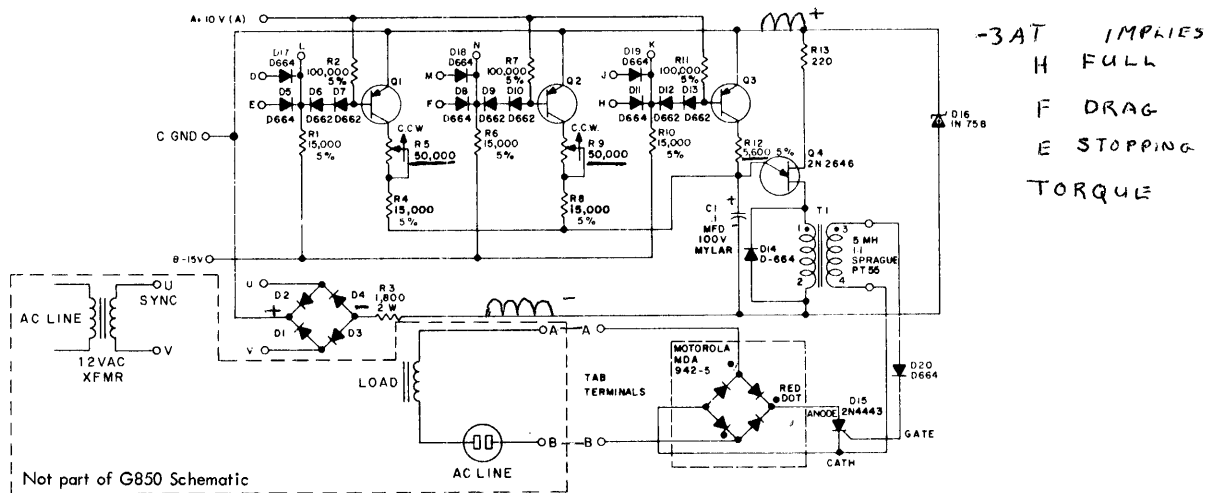 A+10V(A)
D17
D664
L
D
E
D5
D664
D6
D662
D7
D662
R2
100,000
5%
Q1
R1
15,000
5%
C.C.W
R5
50,000
R4
15,000
5%
N
D18
D664
M
F
D8
D664
D9
D662
D10
D662
R7
100,000
5%
Q2
R6
15,000
5%
C.C.W.
R9
50,000
R8
15,000
5%
K
D19
D664
J
H
D11
D664
D12
D662
D13
D662
R11
100,000
5%
Q3
R10
15,000
5%
R12
5,600 5%
+
R13
220
Q4
2N2646
D16
1N758
-3AT IMPLIES
H FULL
F DRAG
E STOPPING
TORQUE
C GND
B-15V
+
C1
.1
MFD
100V
MYLAR
D14
D-664
T1
1
2
3
4
5 MH
1:1
SPRAGUE
PT55
AC LINE
U
SYNC
V
12VAC
XFMR
U
V
D2
D4
D1
D3
+
-
R3
1,800
2 W
-
LOAD
A-A
TAB
TERMINALS
B-B
AC LINE
MOTOROLA
MDA
942-5
RED
DOT
ANODE
D15
2N4443
GATE
CATH
D20
D664
Not part of G850 Schematic